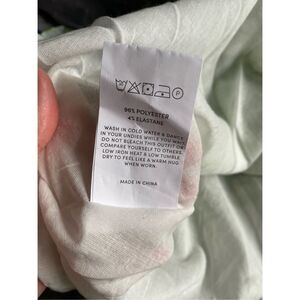 96% POLYESTER
4% ELASTANE
WASH IN COLD WATER & DANCE
IN YOUR UNDIES WHILE YOU WAIT
DO NOT BLEACH THIS OUTFIT OR
COMPARE YOURSELF TO OTHERS.
LOW IRON HEAT & LOW TUMBLE
DRY TO FEEL LIKE A WARM HUG
WHEN WORN.
MADE IN CHINA